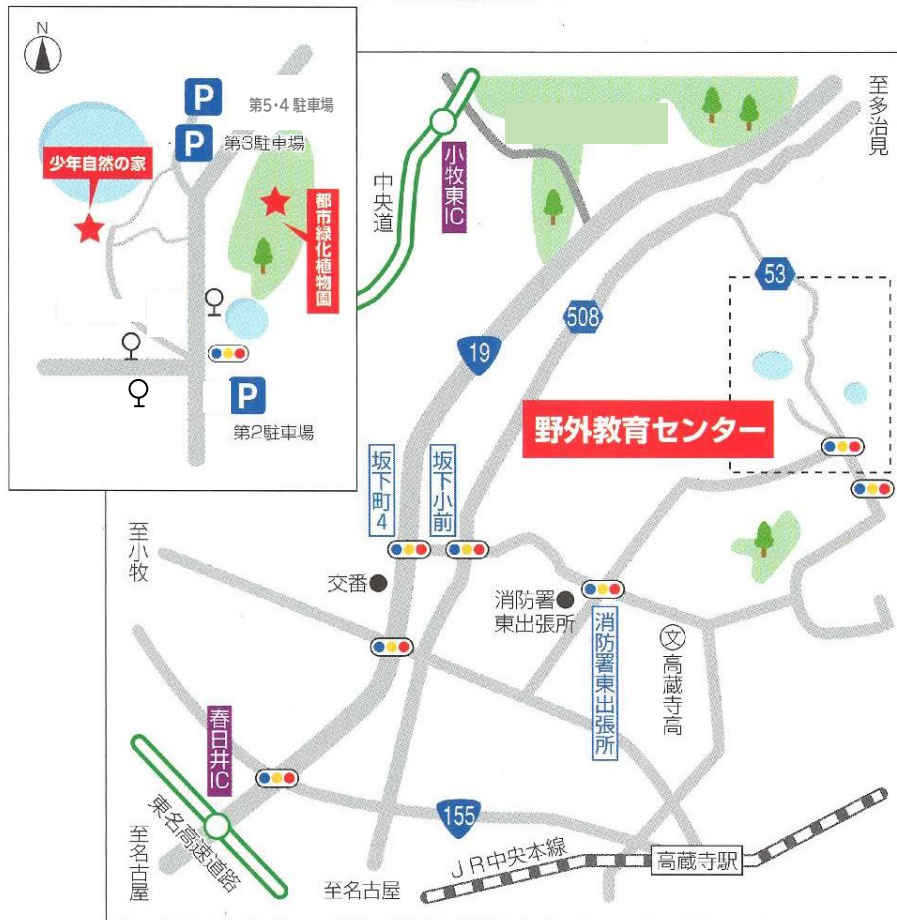 N
P
第5・4 駐車場
P
第3駐車場
少年自然の家
都市緑化植物園
P
第2駐車場
至多治見
中央道
小牧東IC
53
508
19
野外教育センター
坂下町4
坂下小前
至小牧
交番
消防署
東出張所
消防署東出張所
文
高蔵寺高
春日井IC
155
東名高速道路
至名古屋
至名古屋
JR中央本線
高蔵寺駅